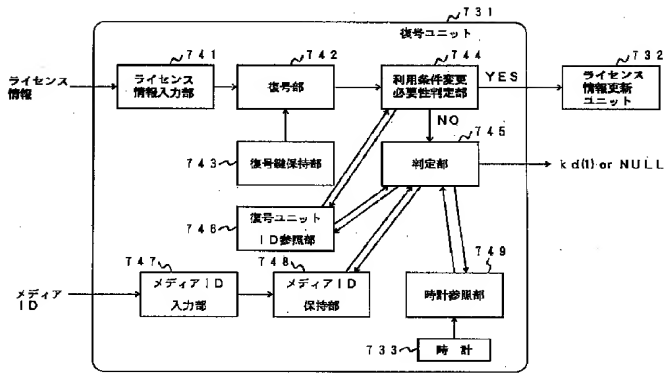 731
復号ユニット
741
742
744
732
ライセンス
情報
ライセンス
情報入力部
復号部
利用条件変更
必要性判定部
YES
ライセンス
情報更新
ユニット
NO
745
743
復号鍵保持部
判定部
kd(1) or NULL
746
復号ユニット
ID参照部
747
748
749
メディア
ID
メディアID
入力部
メディアID
保持部
時計参照部
733
時計